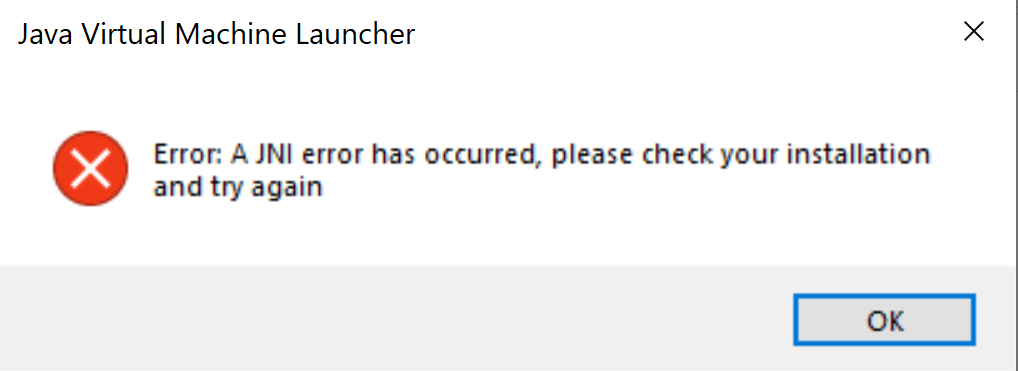 Java Virtual Machine Launcher
Error: A JNI error has occurred, please check your installation
and try again
OK